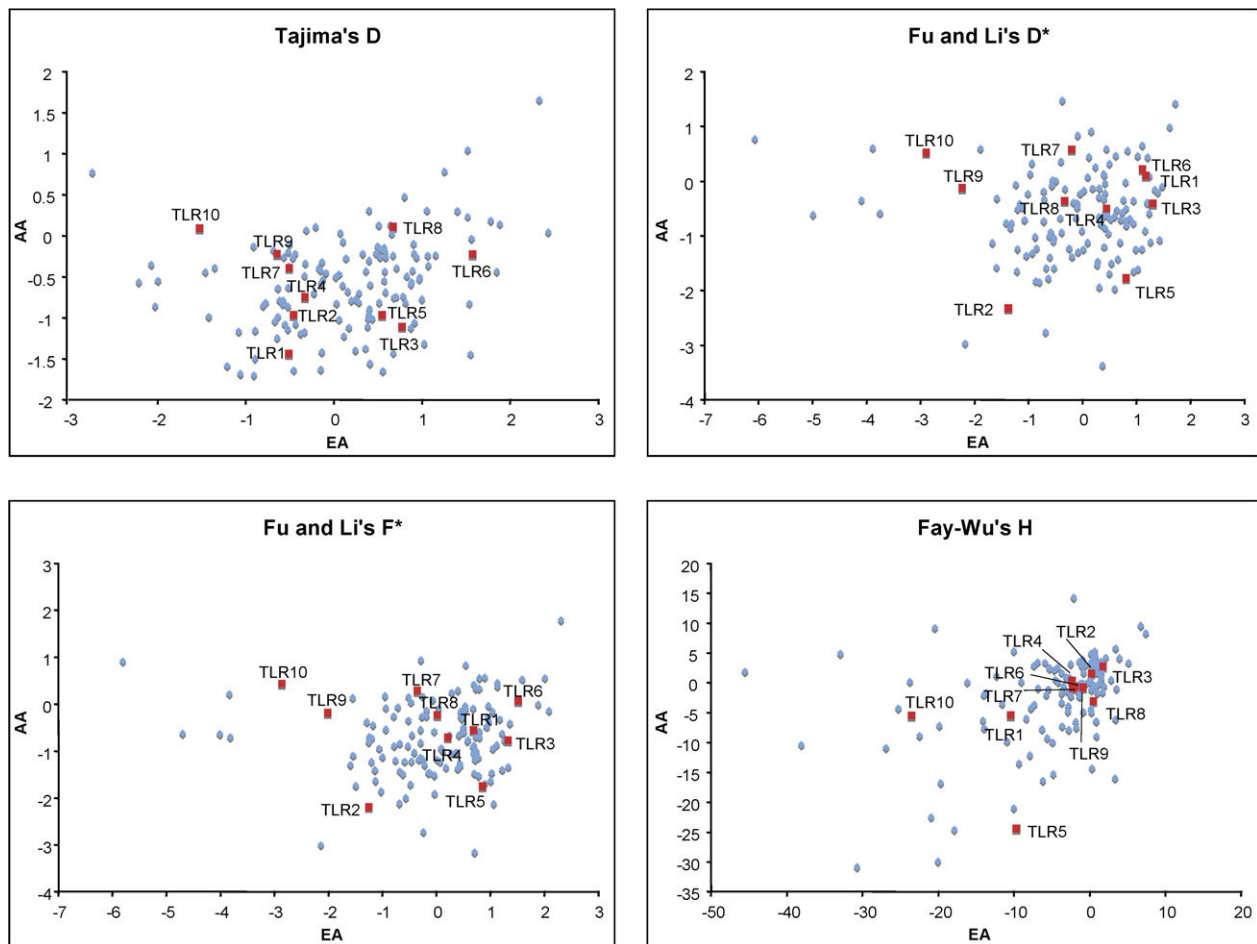 Tajima's D
2
1.5
1
0.5
0
-0.5
-1
-1.5
-2
AA
TLR10
TLR9
TLR8
TLR7
TLR6
TLR4
TLR2
TLR5
TLR1
TLR3
-3 -2 -1 0 1 2 3
EA
Fu and Li's D*
2
1
0
-1
-2
-3
-4
AA
TLR10
TLR7
TLR6
TLR9
TLR1
TLR8
TLR4
TLR3
TLR5
TLR2
-7 -6 -5 -4 -3 -2 -1 0 1 2 3
EA
Fu and Li's F*
3
2
1
0
-1
-2
-3
-4
AA
TLR10
TLR7
TLR6
TLR9
TLR8
TLR1
TLR4
TLR3
TLR2
TLR5
-7 -6 -5 -4 -3 -2 -1 0 1 2 3
EA
Fay-Wu's H
20
15
10
5
0
-5
-10
-15
-20
-25
-30
-35
AA
TLR2
TLR4
TLR6
TLR3
TLR7
TLR10
TLR8
TLR1
TLR9
TLR5
-50 -40 -30 -20 -10 0 10 20
EA